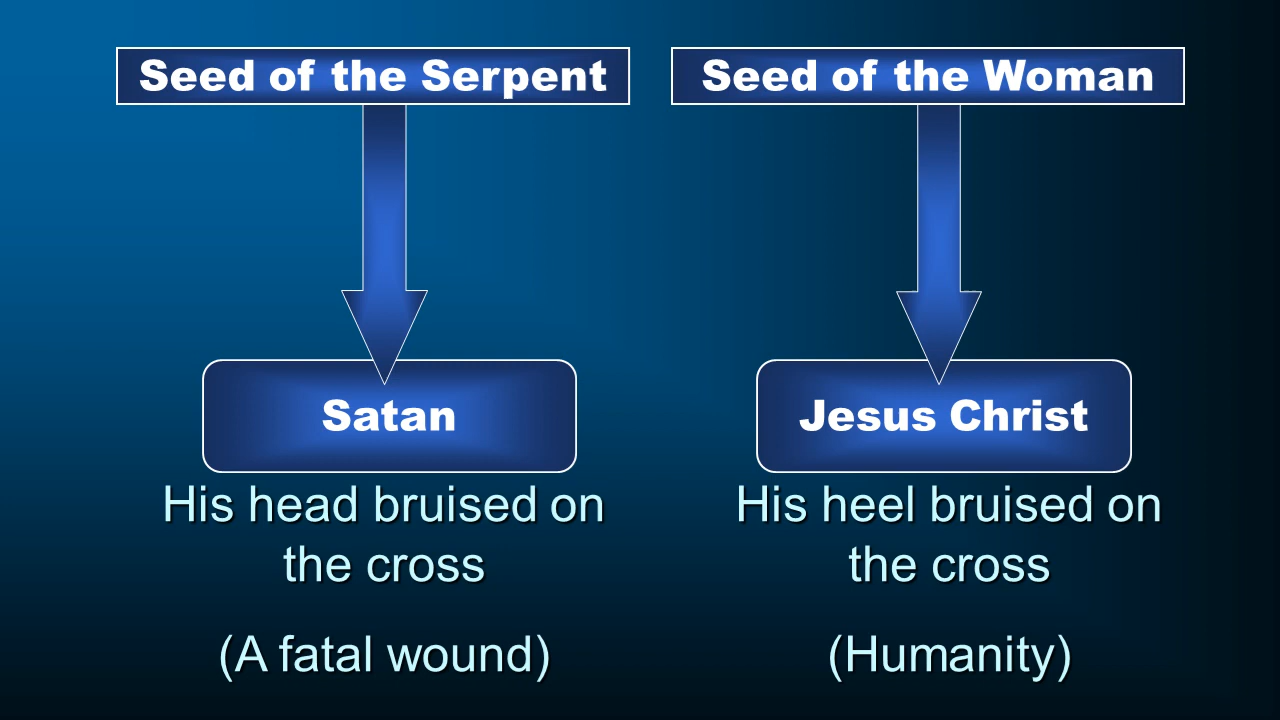 Seed of the Serpent
Seed of the Woman
Satan
Jesus Christ
His head bruised on
the cross
(A fatal wound)
His heel bruised on
the cross
(Humanity)